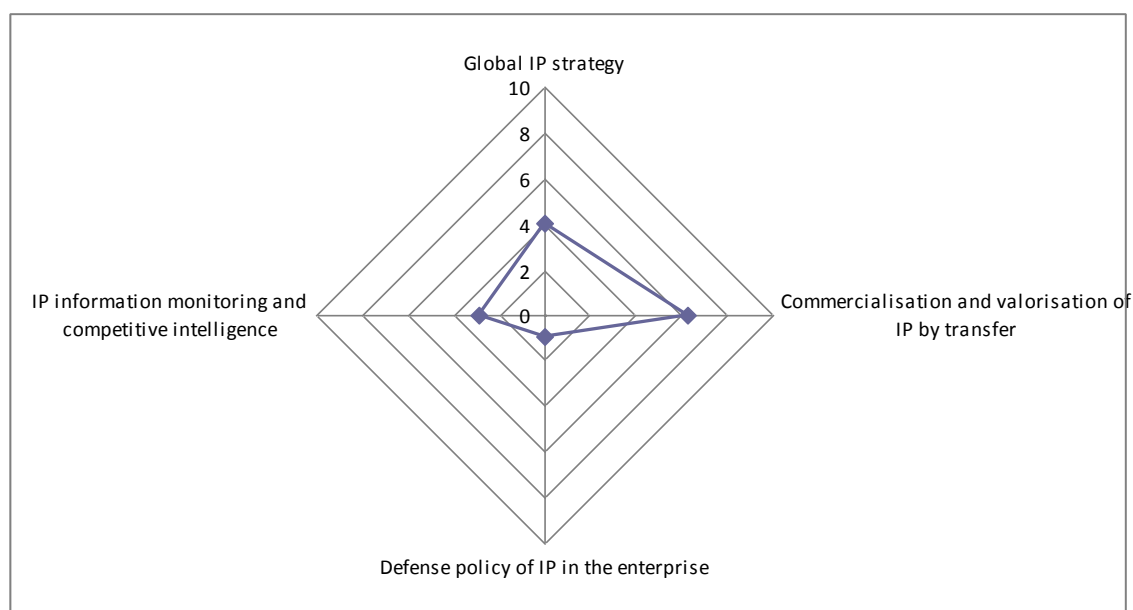 Global IP strategy
10
8
6
4
2
0
IP information monitoring and
competitive intelligence
Commercialisation and valorisation of
IP by transfer
Defense policy of IP in the enterprise